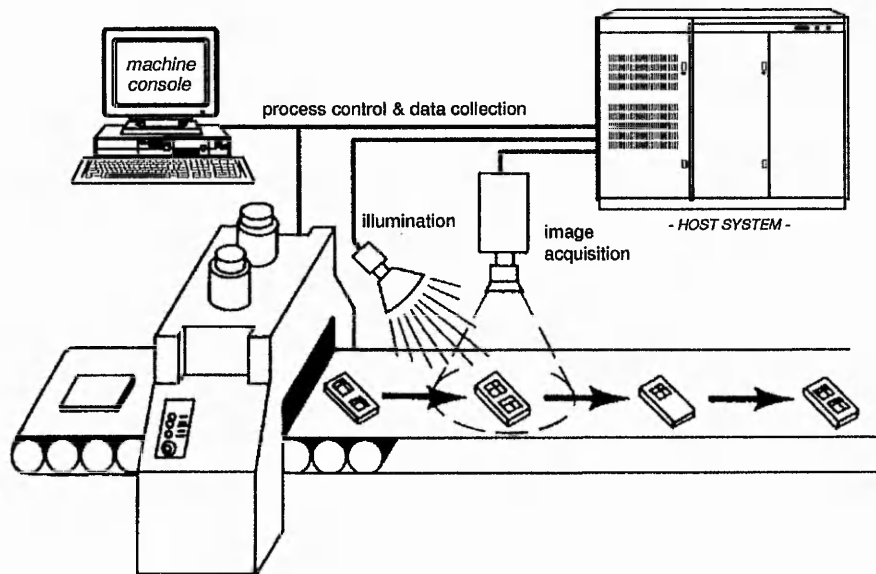 machine
console
process control & data collection
illumination
image
acquisition
- HOST SYSTEM -